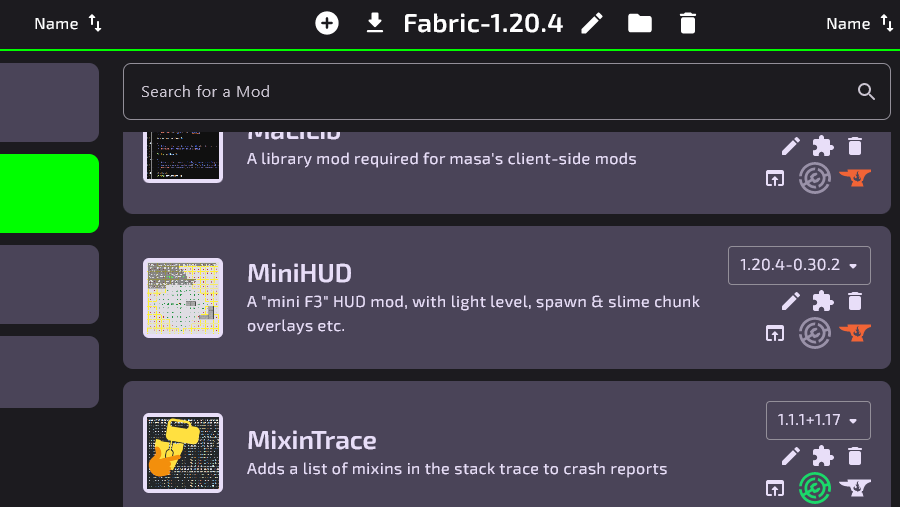 Name
Fabric-1.20.4
Name
Search for a Mod
MaLiLib
A library mod required for masa's client-side mods
MiniHUD
1.20.4-0.30.2
A "mini F3" HUD mod, with light level, spawn & slime chunk
overlays etc.
MixinTrace
1.1.1+1.17
Adds a list of mixins in the stack trace to crash reports